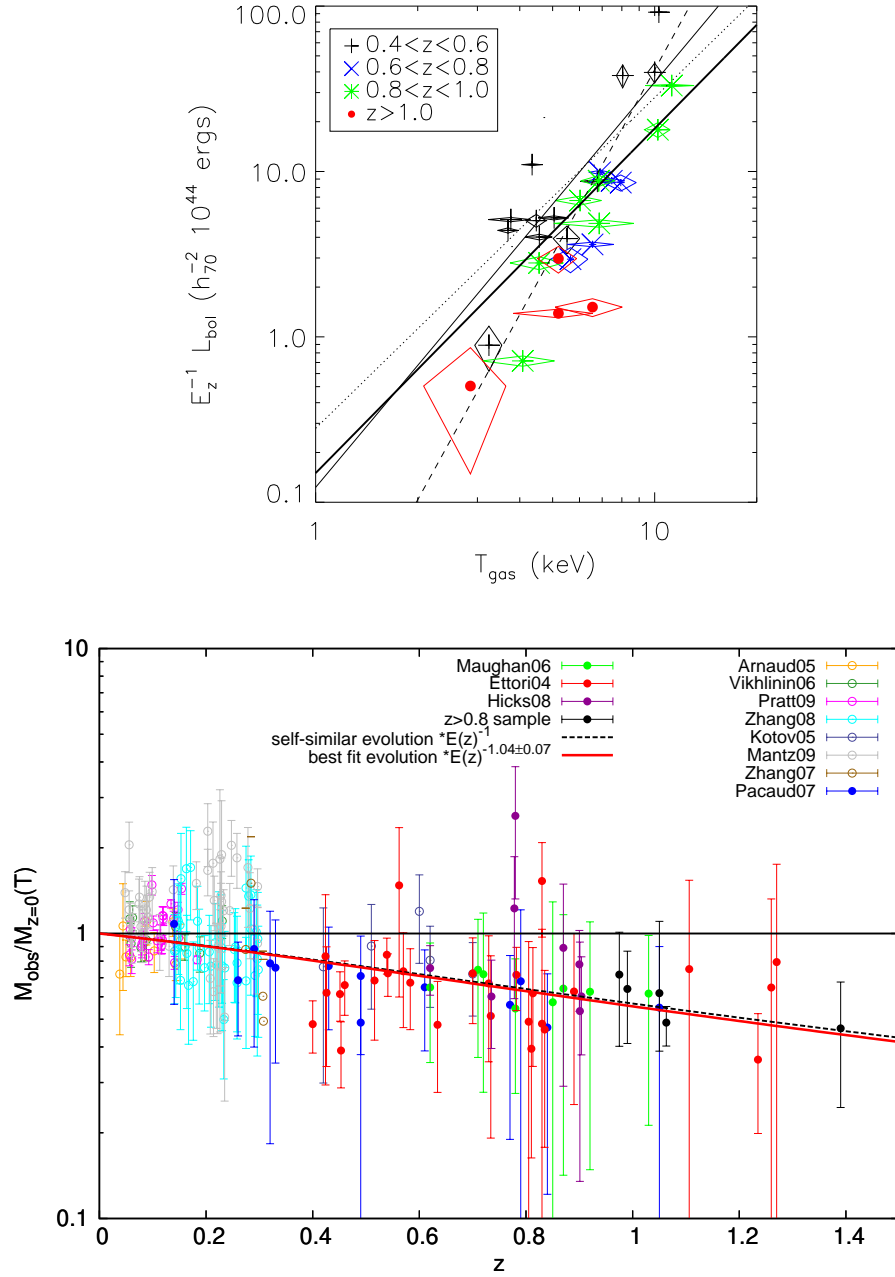 100.0
10.0
1.0
0.1
E_z^-1 L_bol (h_70^-2 10^44 ergs)
0.4<z<0.6
0.6<z<0.8
0.8<z<1.0
z>1.0
1
10
T_gas (keV)
10
1
0.1
M_obs/M_z=0(T)
Maughan06
Ettori04
Hicks08
z>0.8 sample
self-similar evolution *E(z)^-1
best fit evolution *E(z)^-1.04±0.07
Arnaud05
Vikhlinin06
Pratt09
Zhang08
Kotov05
Mantz09
Zhang07
Pacaud07
0 0.2 0.4 0.6 0.8 1 1.2 1.4
z